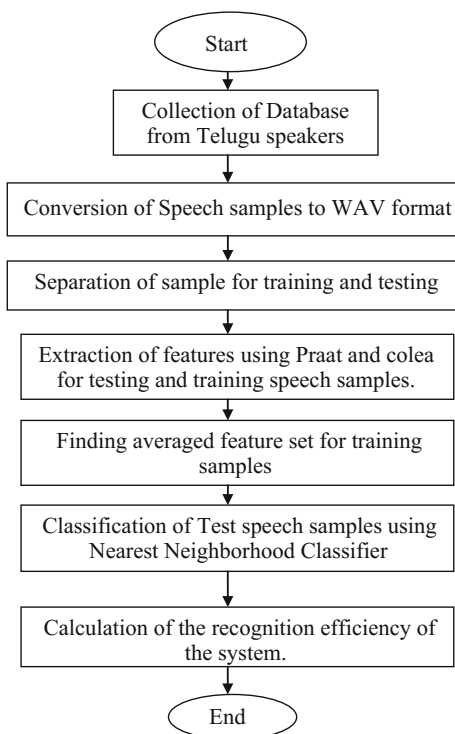 Start
Collection of Database
from Telugu speakers
Conversion of Speech samples to WAV format
Separation of sample for training and testing
Extraction of features using Praat and colea
for testing and training speech samples.
Finding averaged feature set for training
samples
Classification of Test speech samples using
Nearest Neighborhood Classifier
Calculation of the recognition efficiency of
the system.
End